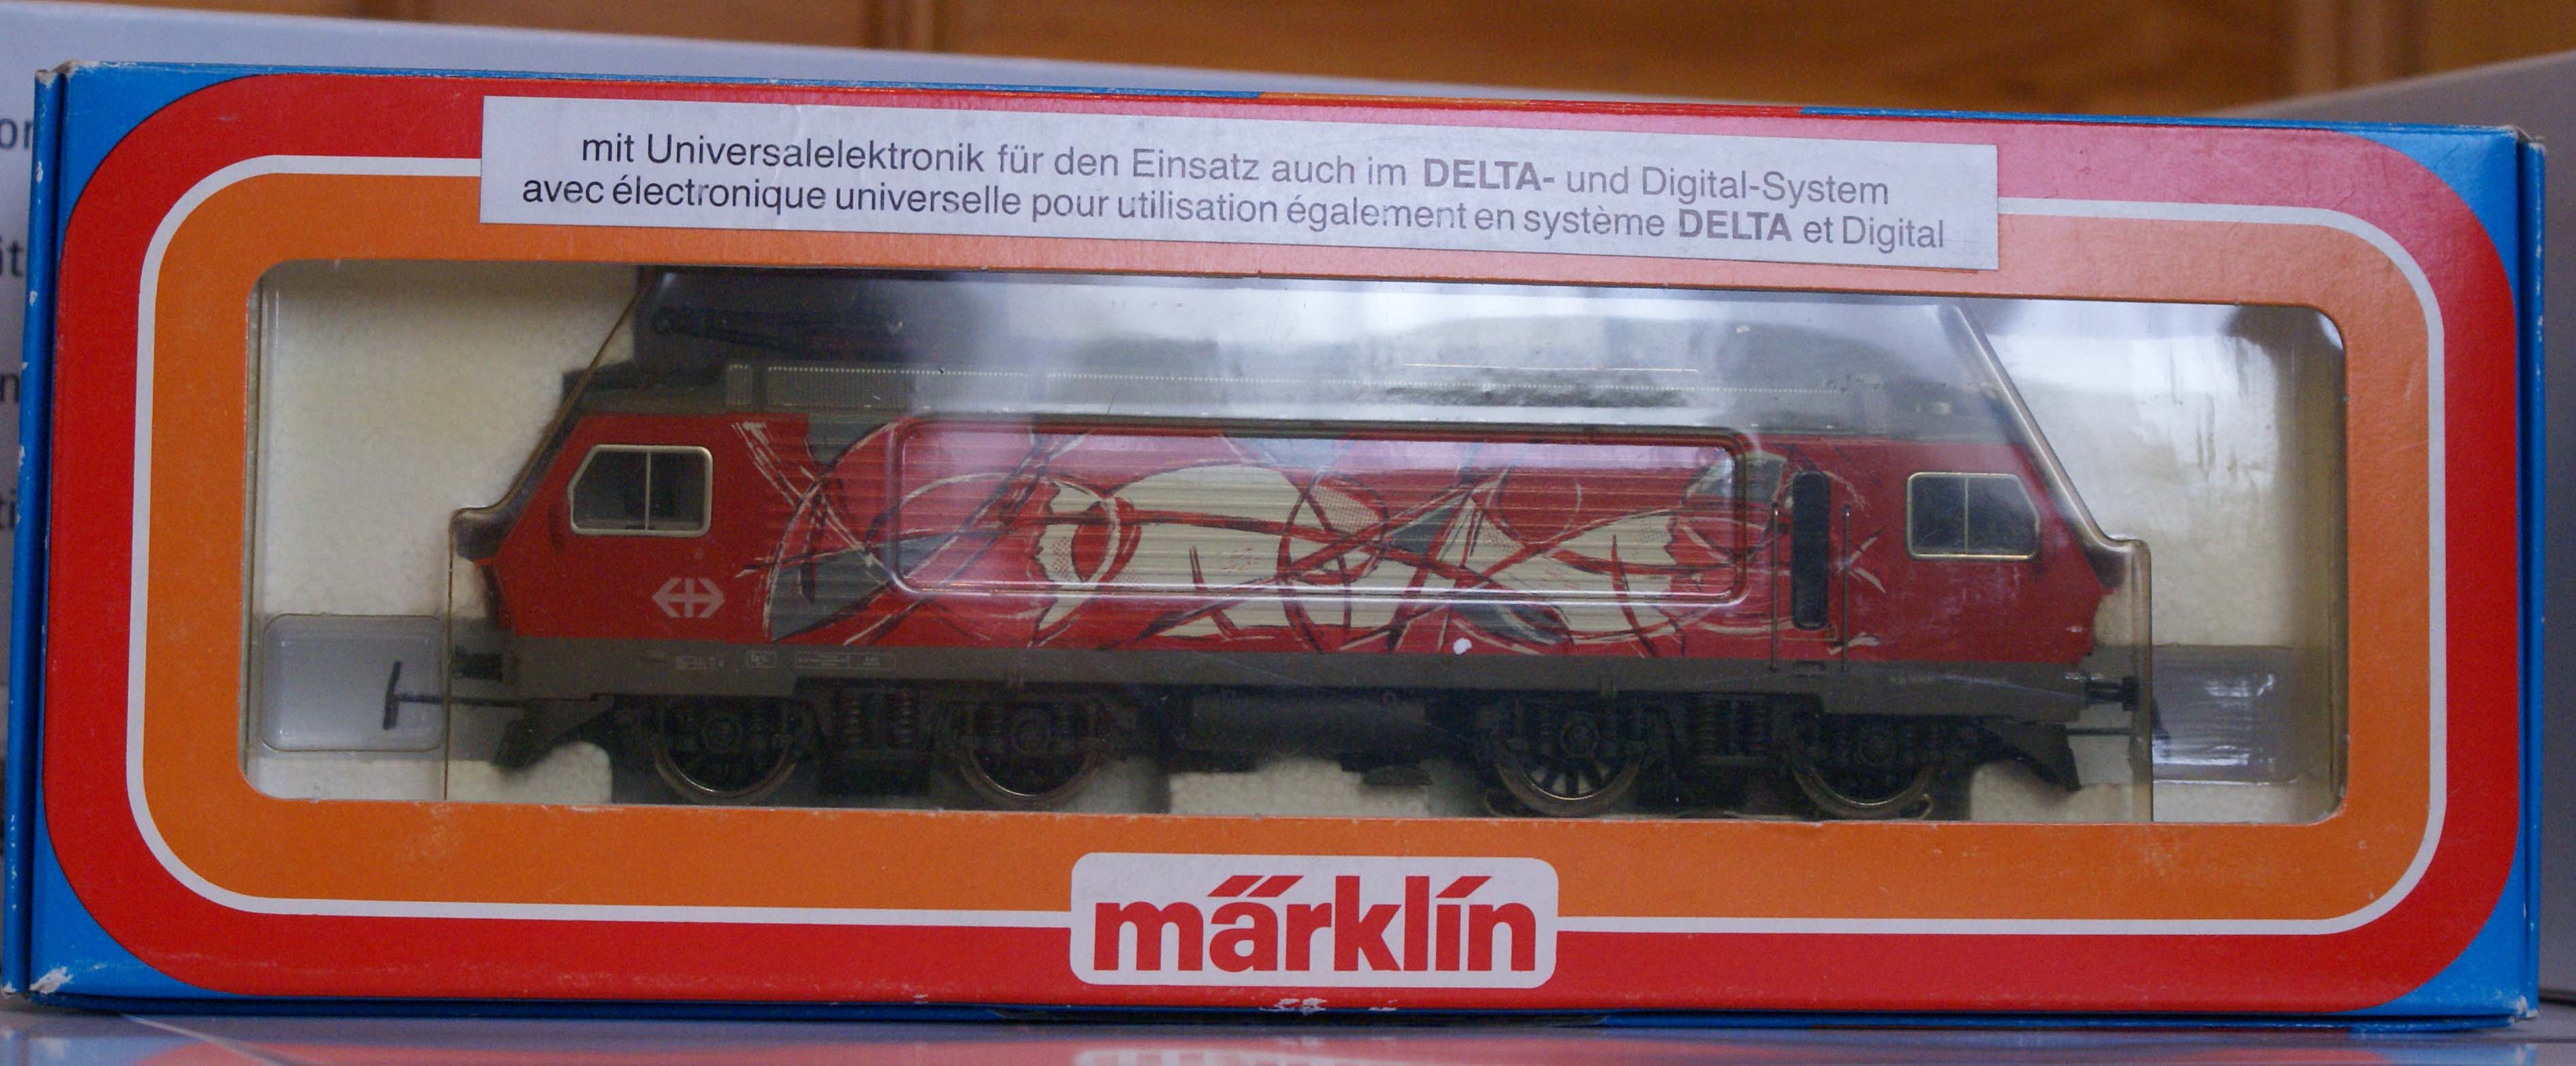 mit Universalelektronik für den Einsatz auch im DELTA- und Digital-System
avec électronique universelle pour utilisation également en système DELTA et Digital
märklin